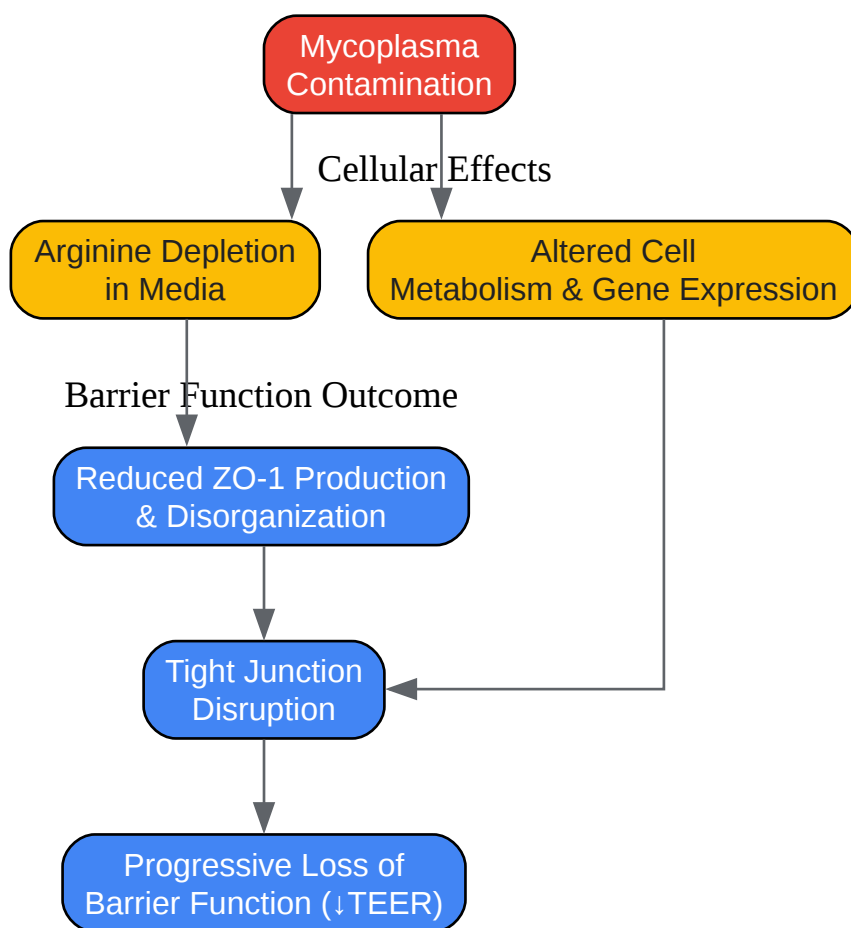 Mycoplasma
Contamination
Cellular Effects
Arginine Depletion
in Media
Altered Cell
Metabolism & Gene Expression
Barrier Function Outcome
Reduced ZO-1 Production
& Disorganization
Tight Junction
Disruption
Progressive Loss of
Barrier Function (↓TEER)